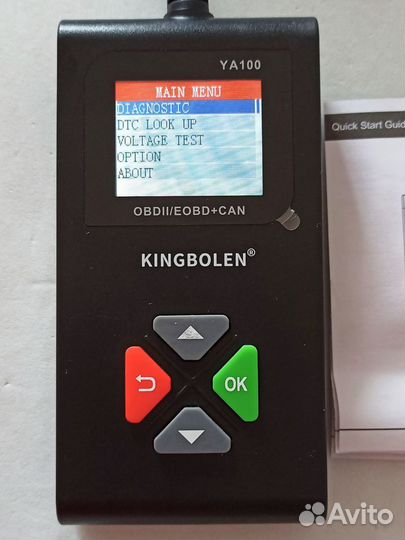 YA100
MAIN MENU
DIAGNOSTIC
DTC LOOK UP
VOLTAGE TEST
OPTION
ABOUT
Quick Start Guid
OBDII/EOBD+CAN
KINGBOLEN®
OK
Avito